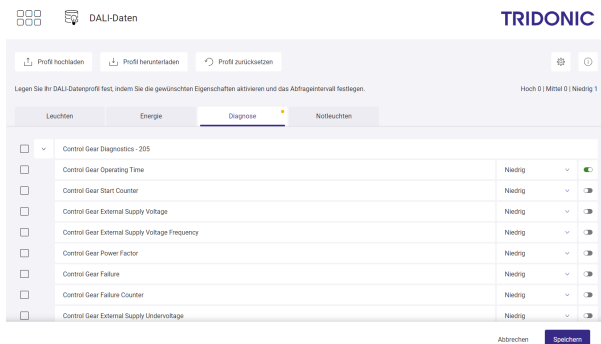 DALI-Daten
TRIDONIC
Profil hochladen
Profil herunterladen
Profil zurücksetzen
Legen Sie Ihr DALI-Datenprofil fest, indem Sie die gewünschten Eigenschaften aktivieren und das Abfrageintervall festlegen.
Hoch 0 | Mittel 0 | Niedrig 1
Leuchten
Energie
Diagnose
Notleuchten
Control Gear Diagnostics - 205
Control Gear Operating Time
Niedrig
Control Gear Start Counter
Niedrig
Control Gear External Supply Voltage
Niedrig
Control Gear External Supply Voltage Frequency
Niedrig
Control Gear Power Factor
Niedrig
Control Gear Failure
Niedrig
Control Gear Failure Counter
Niedrig
Control Gear External Supply Undervoltage
Niedrig
Abbrechen
Speichern